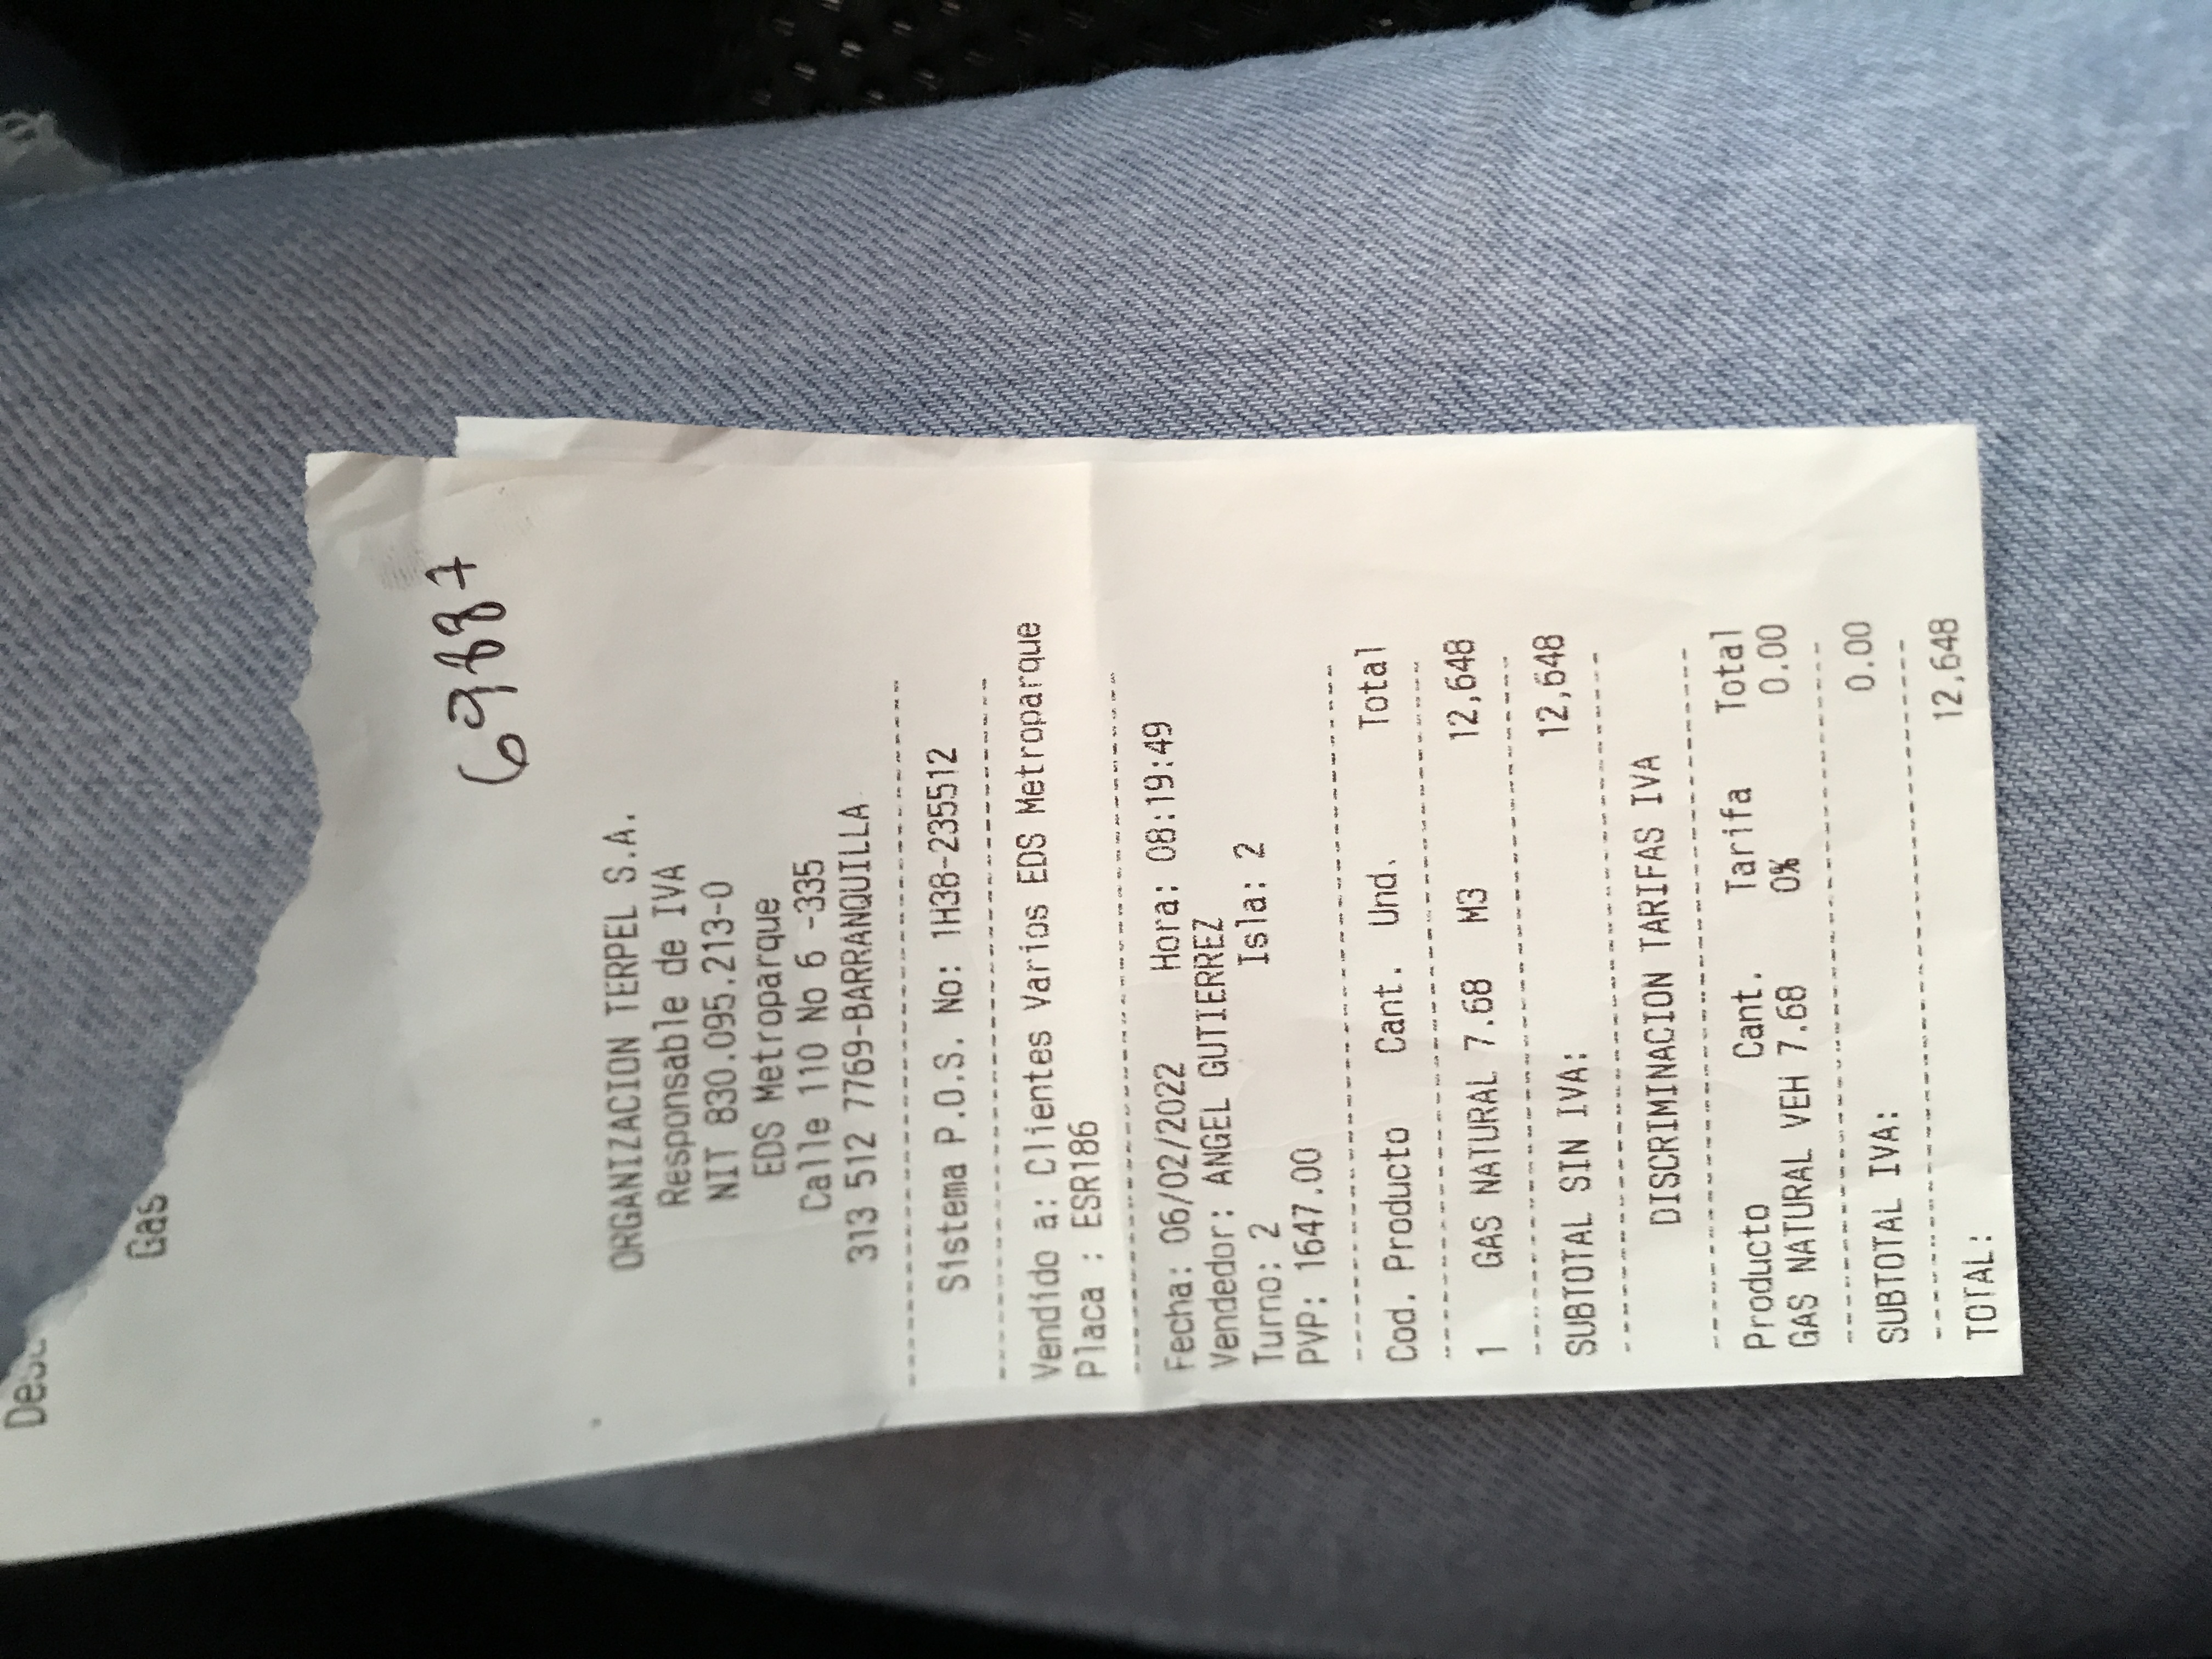 Gas
69887
ORGANIZACION TERPEL S.A.
Responsable de IVA
NIT 830.095.213-0
EDS Metroparque
Calle 110 No 6 -335
313 512 7769-BARRANQUILLA
Sistema P.O.S. No: 1H38-235512
Vendido a: Clientes Varios EDS Metroparque
Placa : ESR186
Fecha: 06/02/2022 Hora: 08:19:49
Vendedor: ANGEL GUTIERREZ
Turno: 2 Isla: 2
PVP: 1647.00
Cod. Producto Cant. Und. Total
1 GAS NATURAL 7.68 M3 12,648
SUBTOTAL SIN IVA: 12,648
DISCRIMINACION TARIFAS IVA
Producto Cant. Tarifa Total
GAS NATURAL VEH 7.68 0% 0.00
SUBTOTAL IVA: 0.00
TOTAL: 12,648